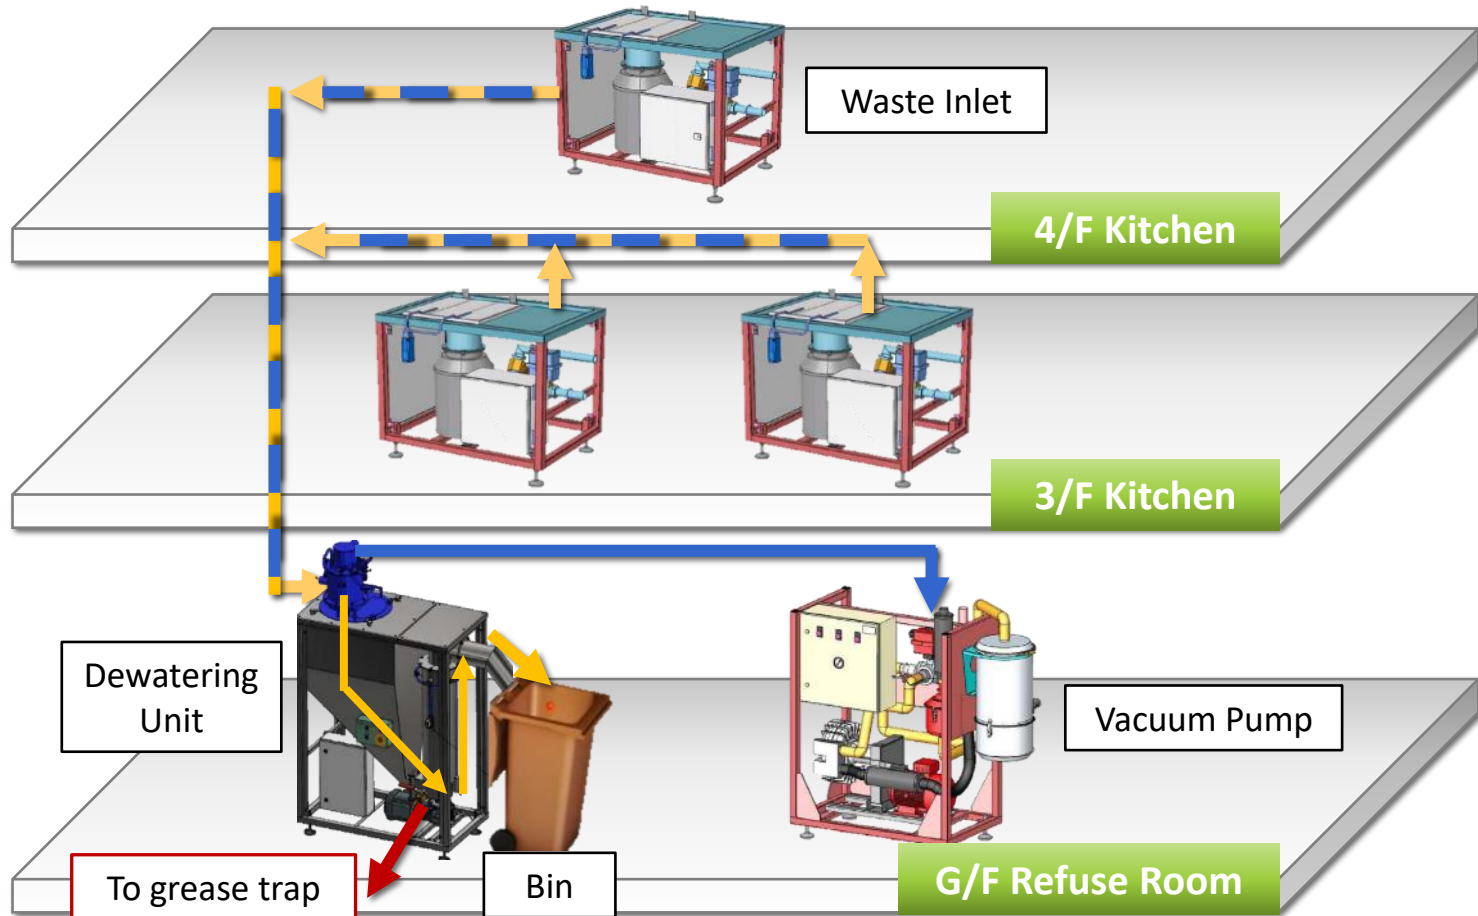 Waste Inlet
4/F Kitchen
3/F Kitchen
Dewatering
Unit
Vacuum Pump
To grease trap
Bin
G/F Refuse Room